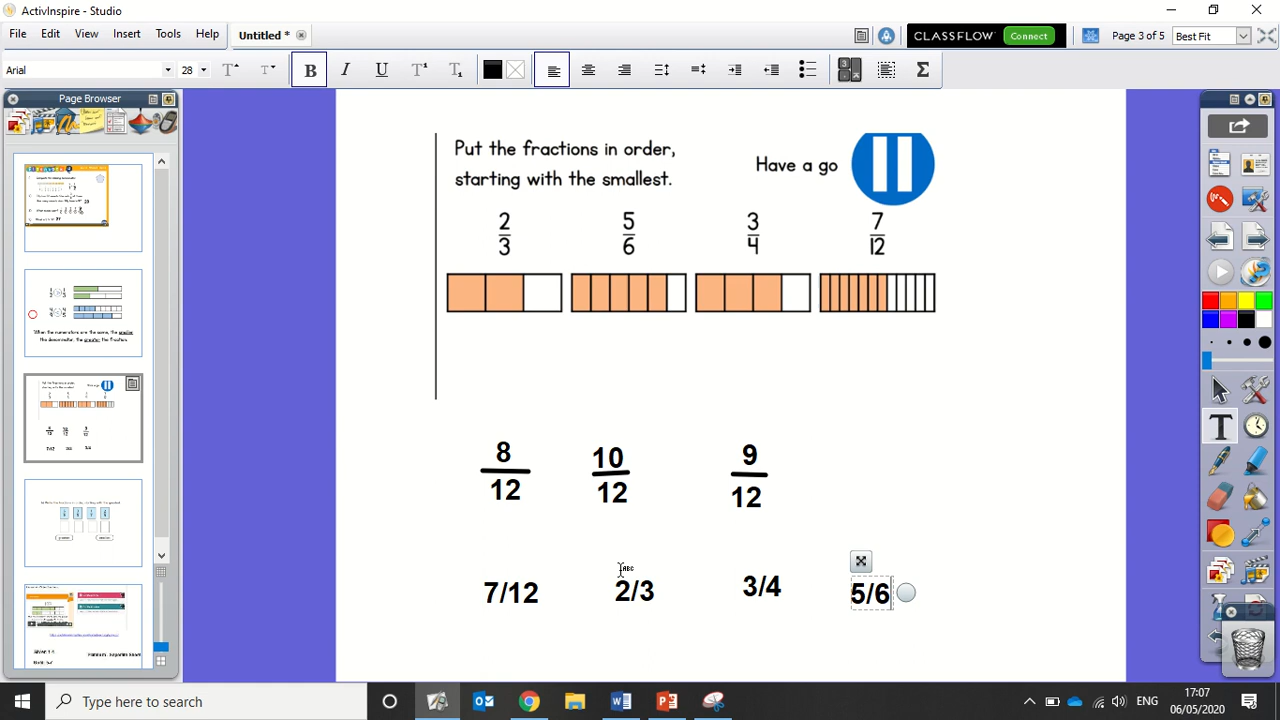 ActivInspire - Studio
File Edit View Insert Tools Help Untitled *
CLASSFLOW Connect Page 3 of 5 Best Fit
Arial 28 B I U T T Σ
Page Browser
Put the fractions in order,
starting with the smallest.
Have a go
2/3 5/6 3/4 7/12
8/12 10/12 9/12
ABC
7/12 2/3 3/4 5/6
Type here to search
ENG
17:07
06/05/2020